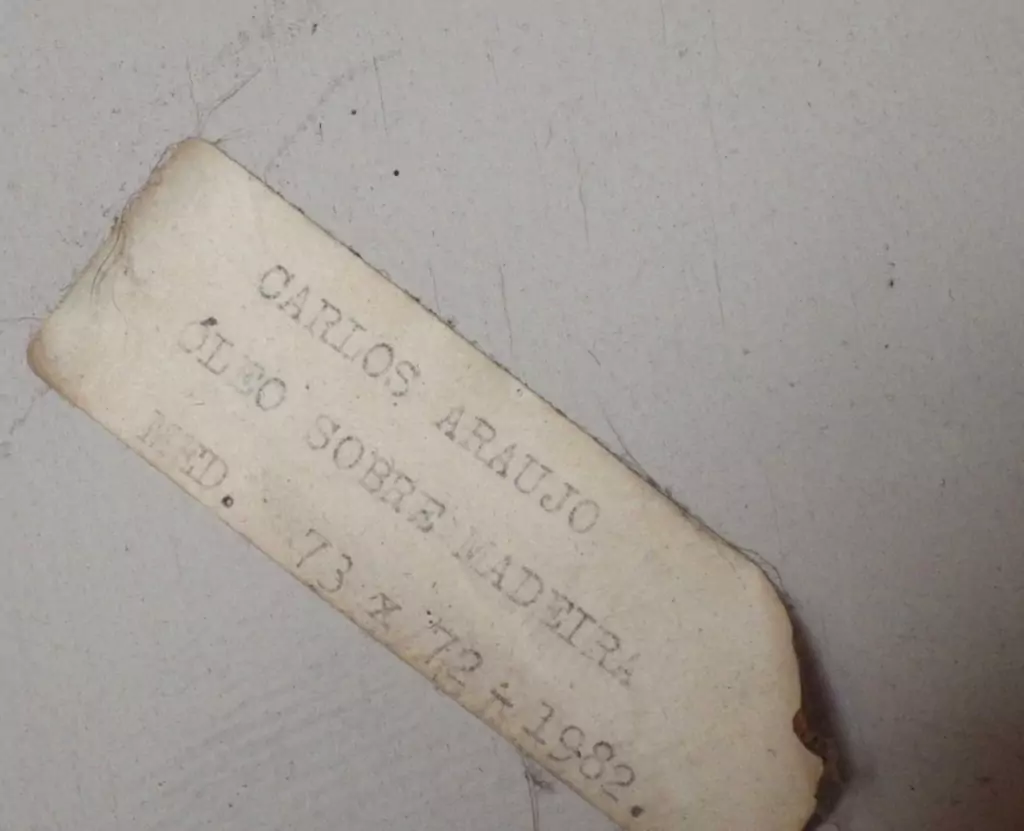 CARLOS ARAUJO
ÓLEO SOBRE MADEIRA
MED. 73 x 72 - 1982.